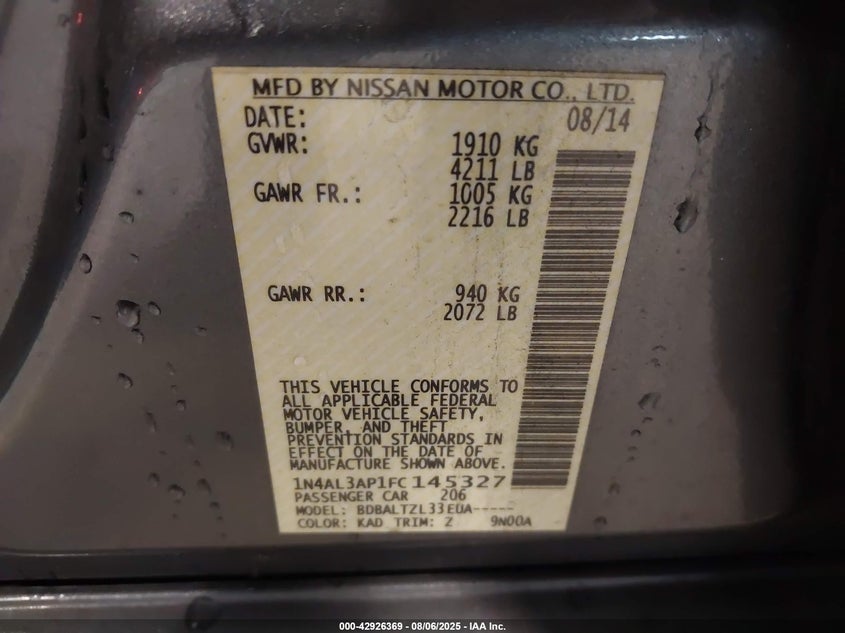 MFD BY NISSAN MOTOR CO., LTD.
DATE: 08/14
GVWR: 1910 KG
4211 LB
GAWR FR.: 1005 KG
2216 LB
GAWR RR.: 940 KG
2072 LB
THIS VEHICLE CONFORMS TO
ALL APPLICABLE FEDERAL
MOTOR VEHICLE SAFETY,
BUMPER, AND THEFT
PREVENTION STANDARDS IN
EFFECT ON THE DATE OF
MANUFACTURE SHOWN ABOVE.
1N4AL3AP1FC145327
PASSENGER CAR 206
MODEL: BDBALTZL33EUA-----
COLOR: KAD TRIM: Z 9N00A
000-42926369 - 08/06/2025 - IAA Inc.